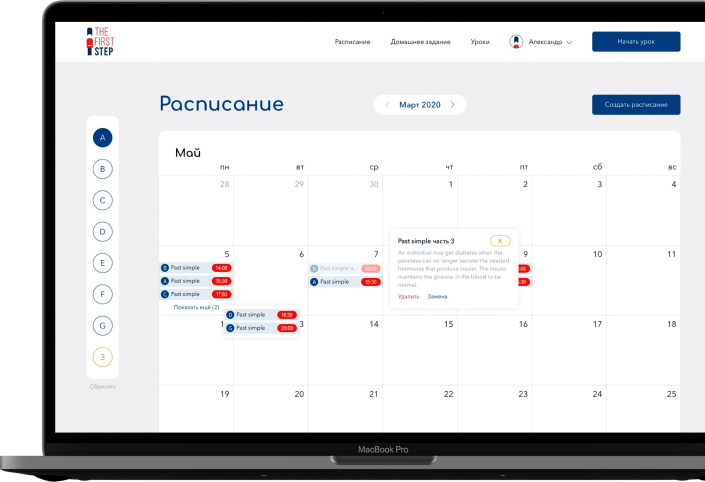 THE
FIRST
STEP
Расписание Домашнее задание Уроки Александр Начать урок
Расписание Март 2020 Создать расписание
Май
пн вт ср чт пт сб вс
28 29 30 1 2 3 4
5 6 7 9 10 11
B Past simple 14:00
A Past simple 15:30
C Past simple 17:00
Показать ещё (2)
D Past simple 18:30
G Past simple 20:00
B Past simple ч... 14:00
A Past simple 15:30
Past simple часть 3
An individual may get diabetes when the
pancreas can no longer secrete the needed
hormones that produce insulin. The insulin
maintains the glucose in the blood to be
normal.
Удалить Замена
:00
:30
1 3 14 15 16 17 18
19 20 21 22 23 24 25
A
B
C
D
E
F
G
3
Сбросить
MacBook Pro